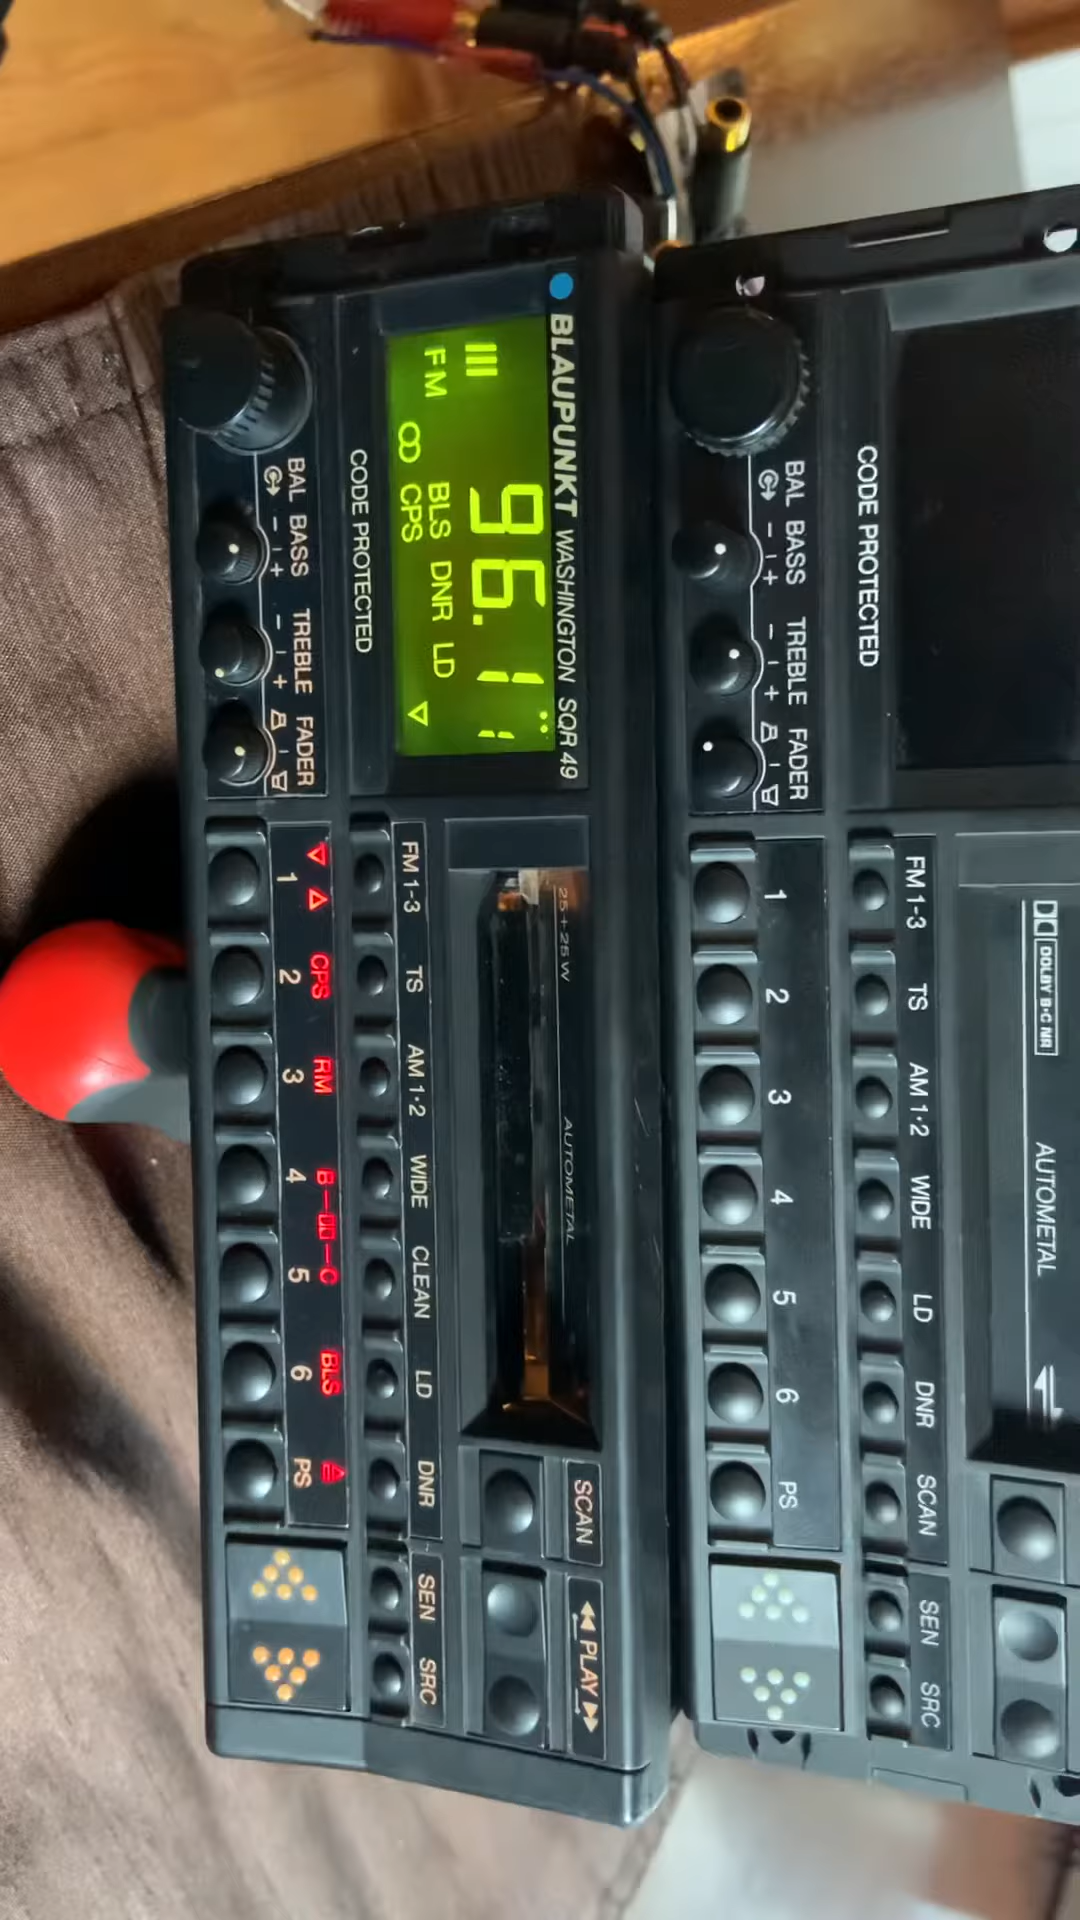 BLAUPUNKT WASHINGTON SQR 49
III 96.1
FM BLS DNR LD
CPS
CODE PROTECTED
BAL BASS TREBLE FADER
- +
- +
25+25 W AUTOMETAL
SCAN
PLAY
FM 1-3 TS AM 1·2 WIDE CLEAN LD DNR SEN SRC
CPS RM B C BLS
1 2 3 4 5 6 PS
CODE PROTECTED
BAL BASS TREBLE FADER
- +
- +
DOLBY B·C NR AUTOMETAL
FM 1-3 TS AM 1·2 WIDE LD DNR SCAN SEN SRC
1 2 3 4 5 6 PS